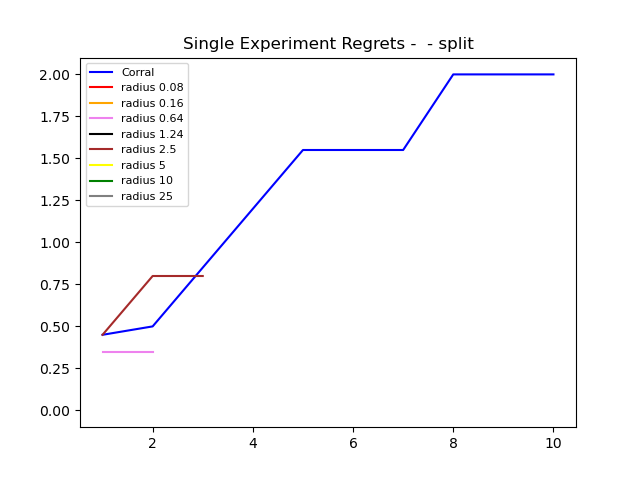 Single Experiment Regrets -  - split
Corral
radius 0.08
radius 0.16
radius 0.64
radius 1.24
radius 2.5
radius 5
radius 10
radius 25
2.00
1.75
1.50
1.25
1.00
0.75
0.50
0.25
0.00
2 4 6 8 10